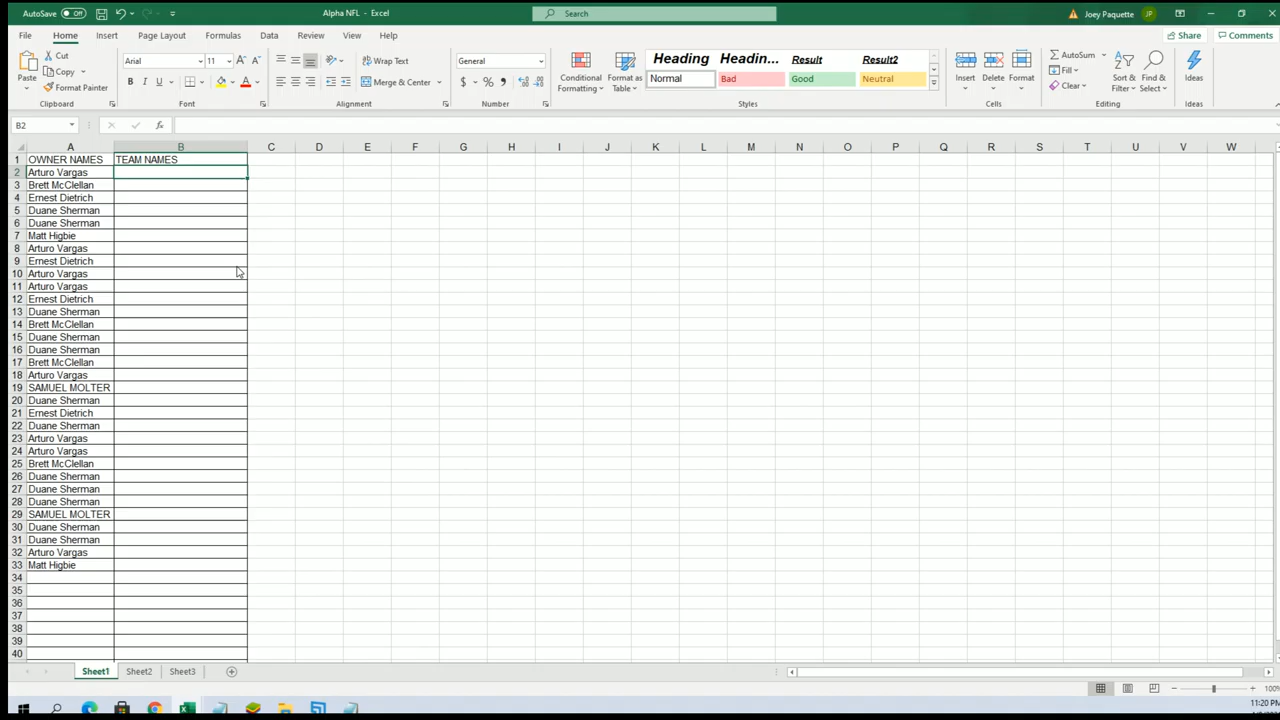 AutoSave Off
Alpha NFL - Excel
Search
Joey Paquette JP
File Home Insert Page Layout Formulas Data Review View Help
Share Comments
Paste
Cut
Copy
Format Painter
Clipboard
Arial 11
B I U
Font
Wrap Text
Merge & Center
Alignment
General
$ % ,
Number
Conditional Formatting
Format as Table
Heading Headin... Result Result2
Normal Bad Good Neutral
Styles
Insert Delete Format
Cells
AutoSum
Fill
Clear
Sort & Filter
Find & Select
Editing
Ideas
Ideas
B2
fx
A B C D E F G H I J K L M N O P Q R S T U V W
1 OWNER NAMES TEAM NAMES
2 Arturo Vargas
3 Brett McClellan
4 Ernest Dietrich
5 Duane Sherman
6 Duane Sherman
7 Matt Higbie
8 Arturo Vargas
9 Ernest Dietrich
10 Arturo Vargas
11 Arturo Vargas
12 Ernest Dietrich
13 Duane Sherman
14 Brett McClellan
15 Duane Sherman
16 Duane Sherman
17 Brett McClellan
18 Arturo Vargas
19 SAMUEL MOLTER
20 Duane Sherman
21 Ernest Dietrich
22 Duane Sherman
23 Arturo Vargas
24 Arturo Vargas
25 Brett McClellan
26 Duane Sherman
27 Duane Sherman
28 Duane Sherman
29 SAMUEL MOLTER
30 Duane Sherman
31 Duane Sherman
32 Arturo Vargas
33 Matt Higbie
34
35
36
37
38
39
40
Sheet1 Sheet2 Sheet3
100%
11:20 PM